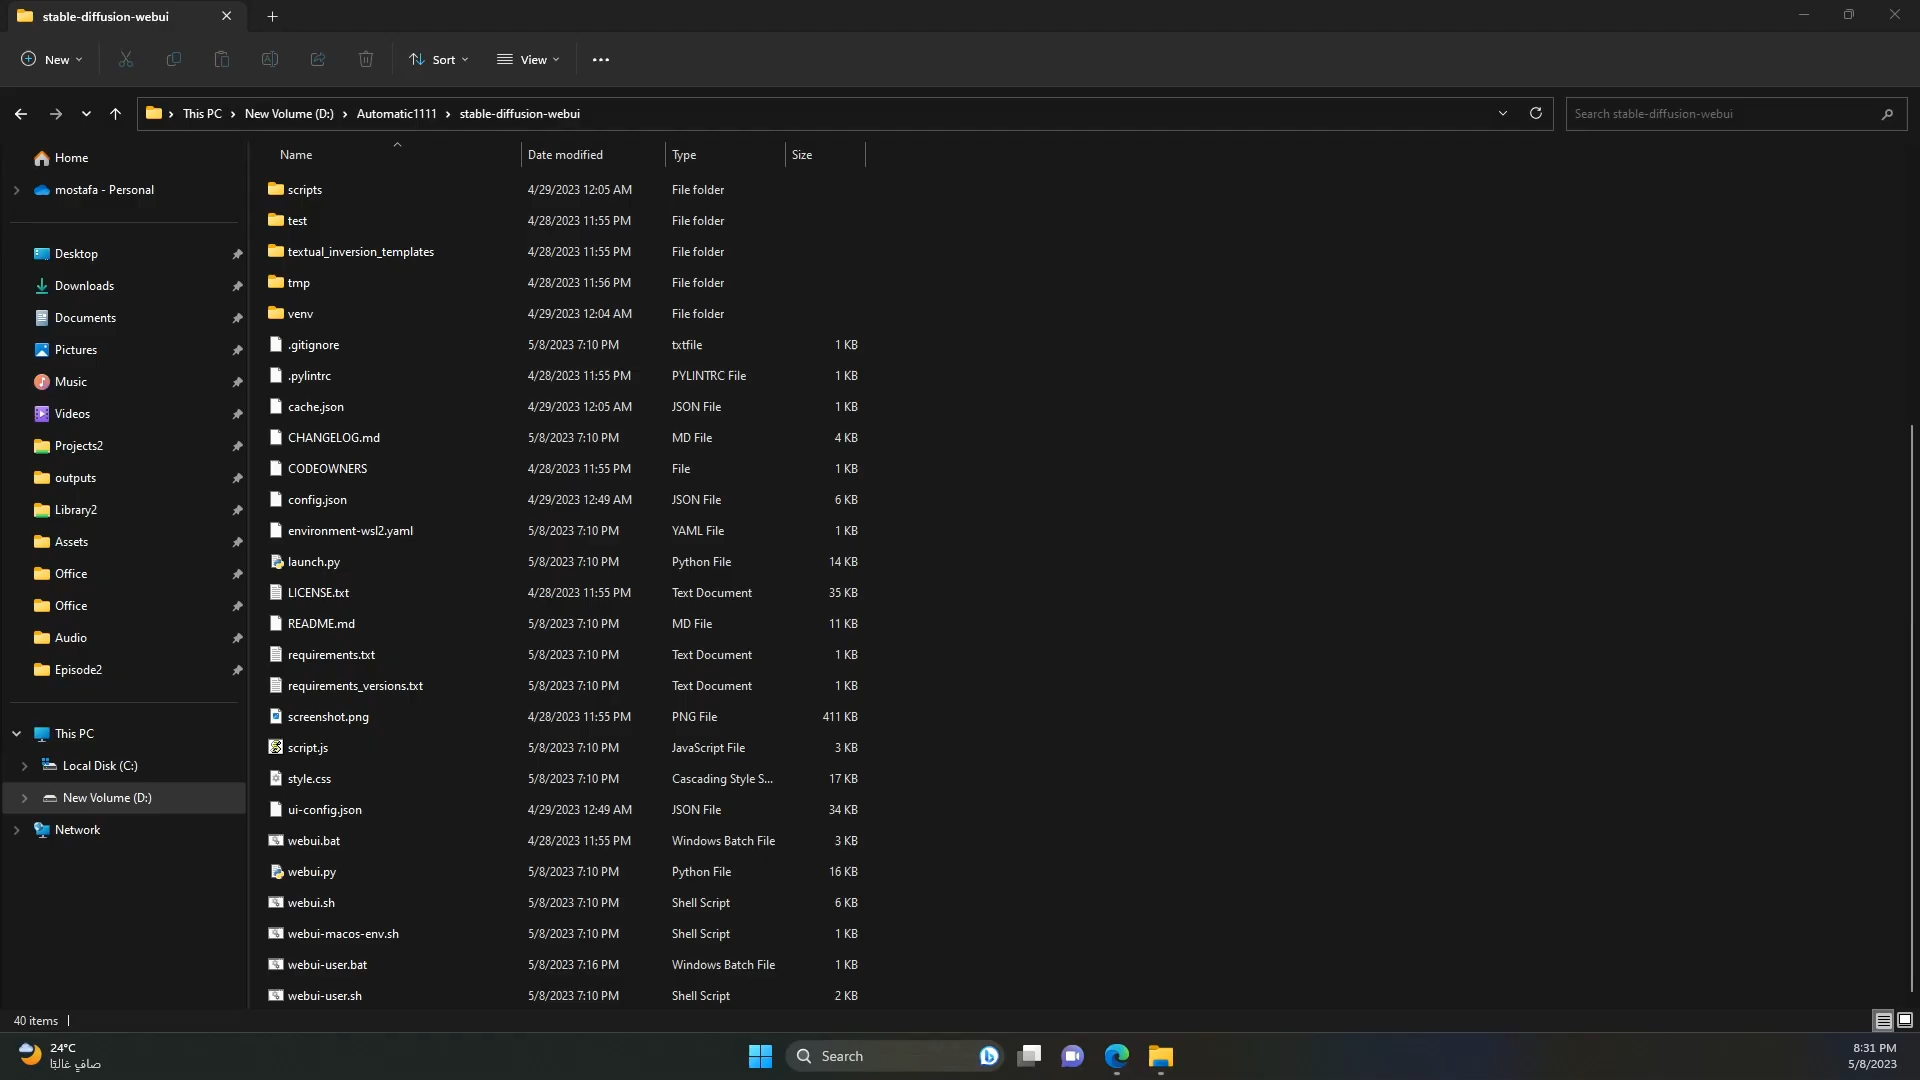 stable-diffusion-webui
New
Sort
View
This PC
New Volume (D:)
Automatic1111
stable-diffusion-webui
Search stable-diffusion-webui
Home
mostafa - Personal
Desktop
Downloads
Documents
Pictures
Music
Videos
Projects2
outputs
Library2
Assets
Office
Office
Audio
Episode2
This PC
Local Disk (C:)
New Volume (D:)
Network
Name Date modified Type Size
scripts 4/29/2023 12:05 AM File folder
test 4/28/2023 11:55 PM File folder
textual_inversion_templates 4/28/2023 11:55 PM File folder
tmp 4/28/2023 11:56 PM File folder
venv 4/29/2023 12:04 AM File folder
.gitignore 5/8/2023 7:10 PM txtfile 1 KB
.pylintrc 4/28/2023 11:55 PM PYLINTRC File 1 KB
cache.json 4/29/2023 12:05 AM JSON File 1 KB
CHANGELOG.md 5/8/2023 7:10 PM MD File 4 KB
CODEOWNERS 4/28/2023 11:55 PM File 1 KB
config.json 4/29/2023 12:49 AM JSON File 6 KB
environment-wsl2.yaml 5/8/2023 7:10 PM YAML File 1 KB
launch.py 5/8/2023 7:10 PM Python File 14 KB
LICENSE.txt 4/28/2023 11:55 PM Text Document 35 KB
README.md 5/8/2023 7:10 PM MD File 11 KB
requirements.txt 5/8/2023 7:10 PM Text Document 1 KB
requirements_versions.txt 5/8/2023 7:10 PM Text Document 1 KB
screenshot.png 4/28/2023 11:55 PM PNG File 411 KB
script.js 5/8/2023 7:10 PM JavaScript File 3 KB
style.css 5/8/2023 7:10 PM Cascading Style S... 17 KB
ui-config.json 4/29/2023 12:49 AM JSON File 34 KB
webui.bat 4/28/2023 11:55 PM Windows Batch File 3 KB
webui.py 5/8/2023 7:10 PM Python File 16 KB
webui.sh 5/8/2023 7:10 PM Shell Script 6 KB
webui-macos-env.sh 5/8/2023 7:10 PM Shell Script 1 KB
webui-user.bat 5/8/2023 7:16 PM Windows Batch File 1 KB
webui-user.sh 5/8/2023 7:10 PM Shell Script 2 KB
40 items
24°C
صافٍ غالبًا
Search
8:31 PM
5/8/2023